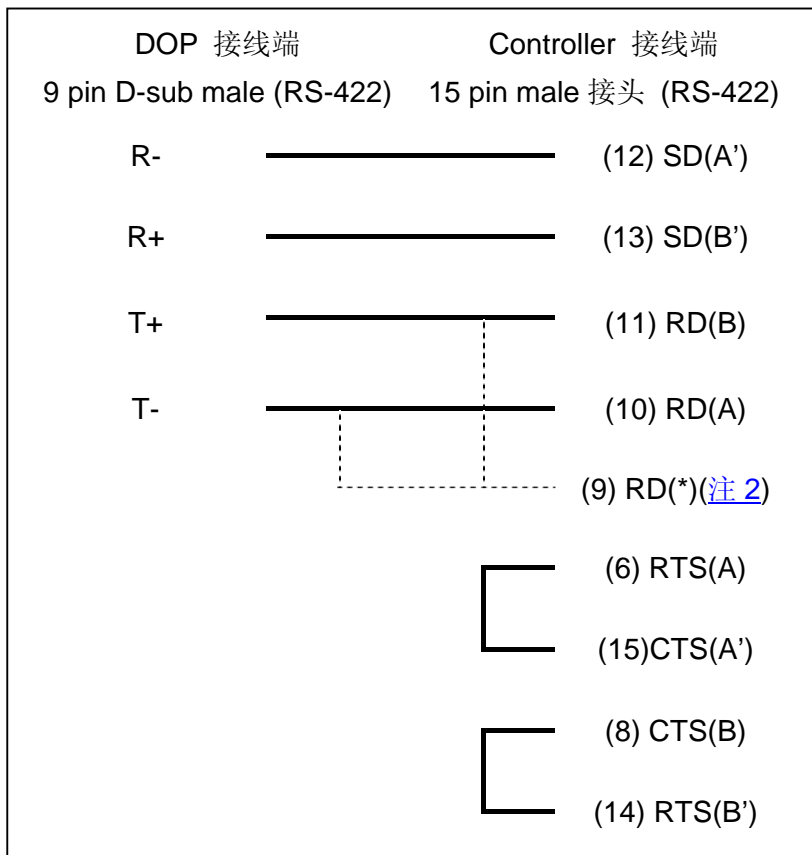 DOP 接线端 Controller 接线端
9 pin D-sub male (RS-422) 15 pin male 接头 (RS-422)
R- (12) SD(A’)
R+ (13) SD(B’)
T+ (11) RD(B)
T- (10) RD(A)
(9) RD(*)(注 2)
(6) RTS(A)
(15)CTS(A’)
(8) CTS(B)
(14) RTS(B’)